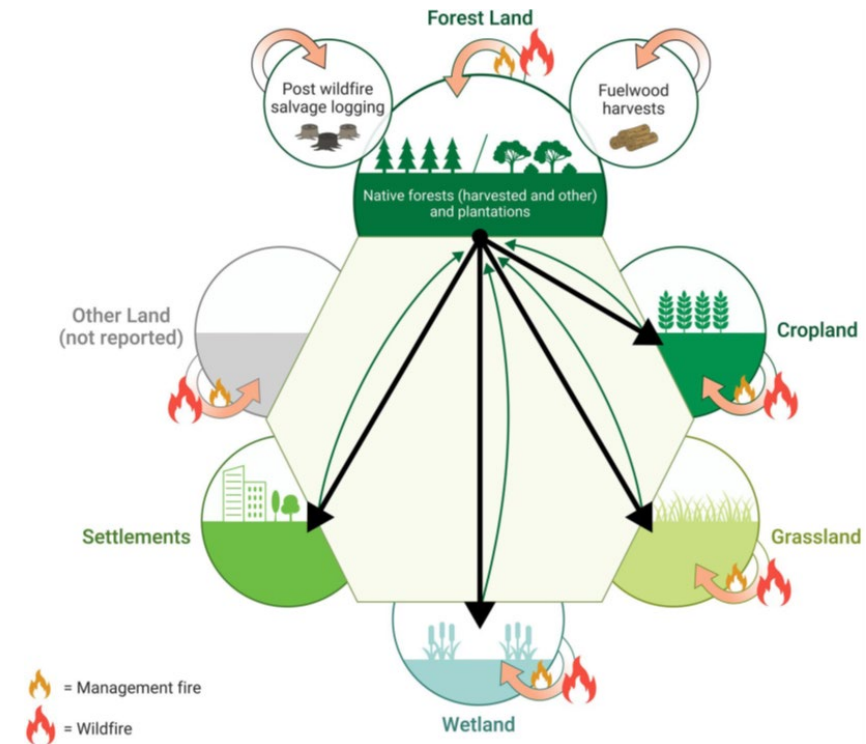 Forest Land
Post wildfire
salvage logging
Fuelwood
harvests
Native forests (harvested and other)
and plantations
Other Land
(not reported)
Cropland
Settlements
Grassland
Wetland
= Management fire
= Wildfire